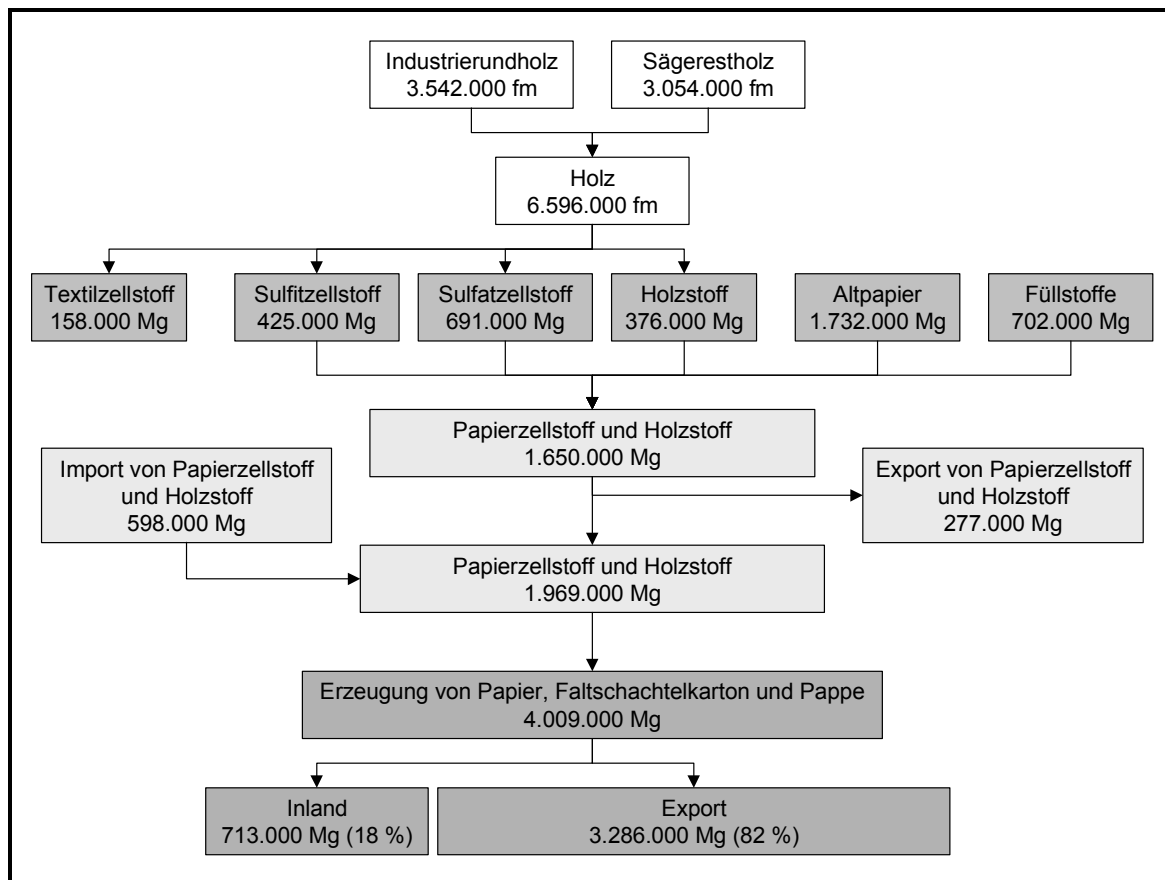 Industrierundholz
3.542.000 fm
Sägerestholz
3.054.000 fm
Holz
6.596.000 fm
Textilzellstoff
158.000 Mg
Sulfitzellstoff
425.000 Mg
Sulfatzellstoff
691.000 Mg
Holzstoff
376.000 Mg
Altpapier
1.732.000 Mg
Füllstoffe
702.000 Mg
Papierzellstoff und Holzstoff
1.650.000 Mg
Import von Papierzellstoff
und Holzstoff
598.000 Mg
Export von Papierzellstoff
und Holzstoff
277.000 Mg
Papierzellstoff und Holzstoff
1.969.000 Mg
Erzeugung von Papier, Faltschachtelkarton und Pappe
4.009.000 Mg
Inland
713.000 Mg (18 %)
Export
3.286.000 Mg (82 %)